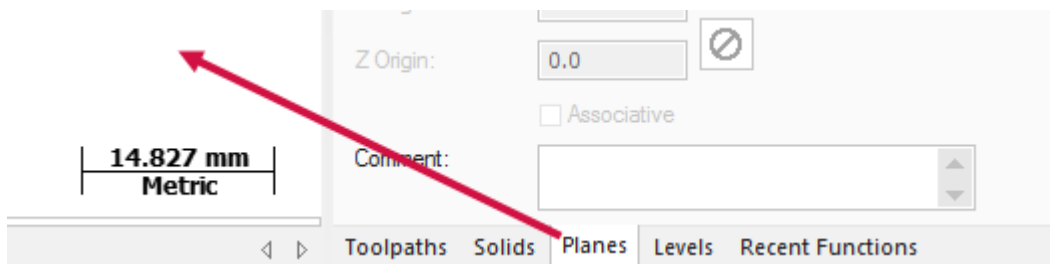 Z Origin:
0.0
Associative
14.827 mm
Metric
Comment:
Toolpaths Solids Planes Levels Recent Functions